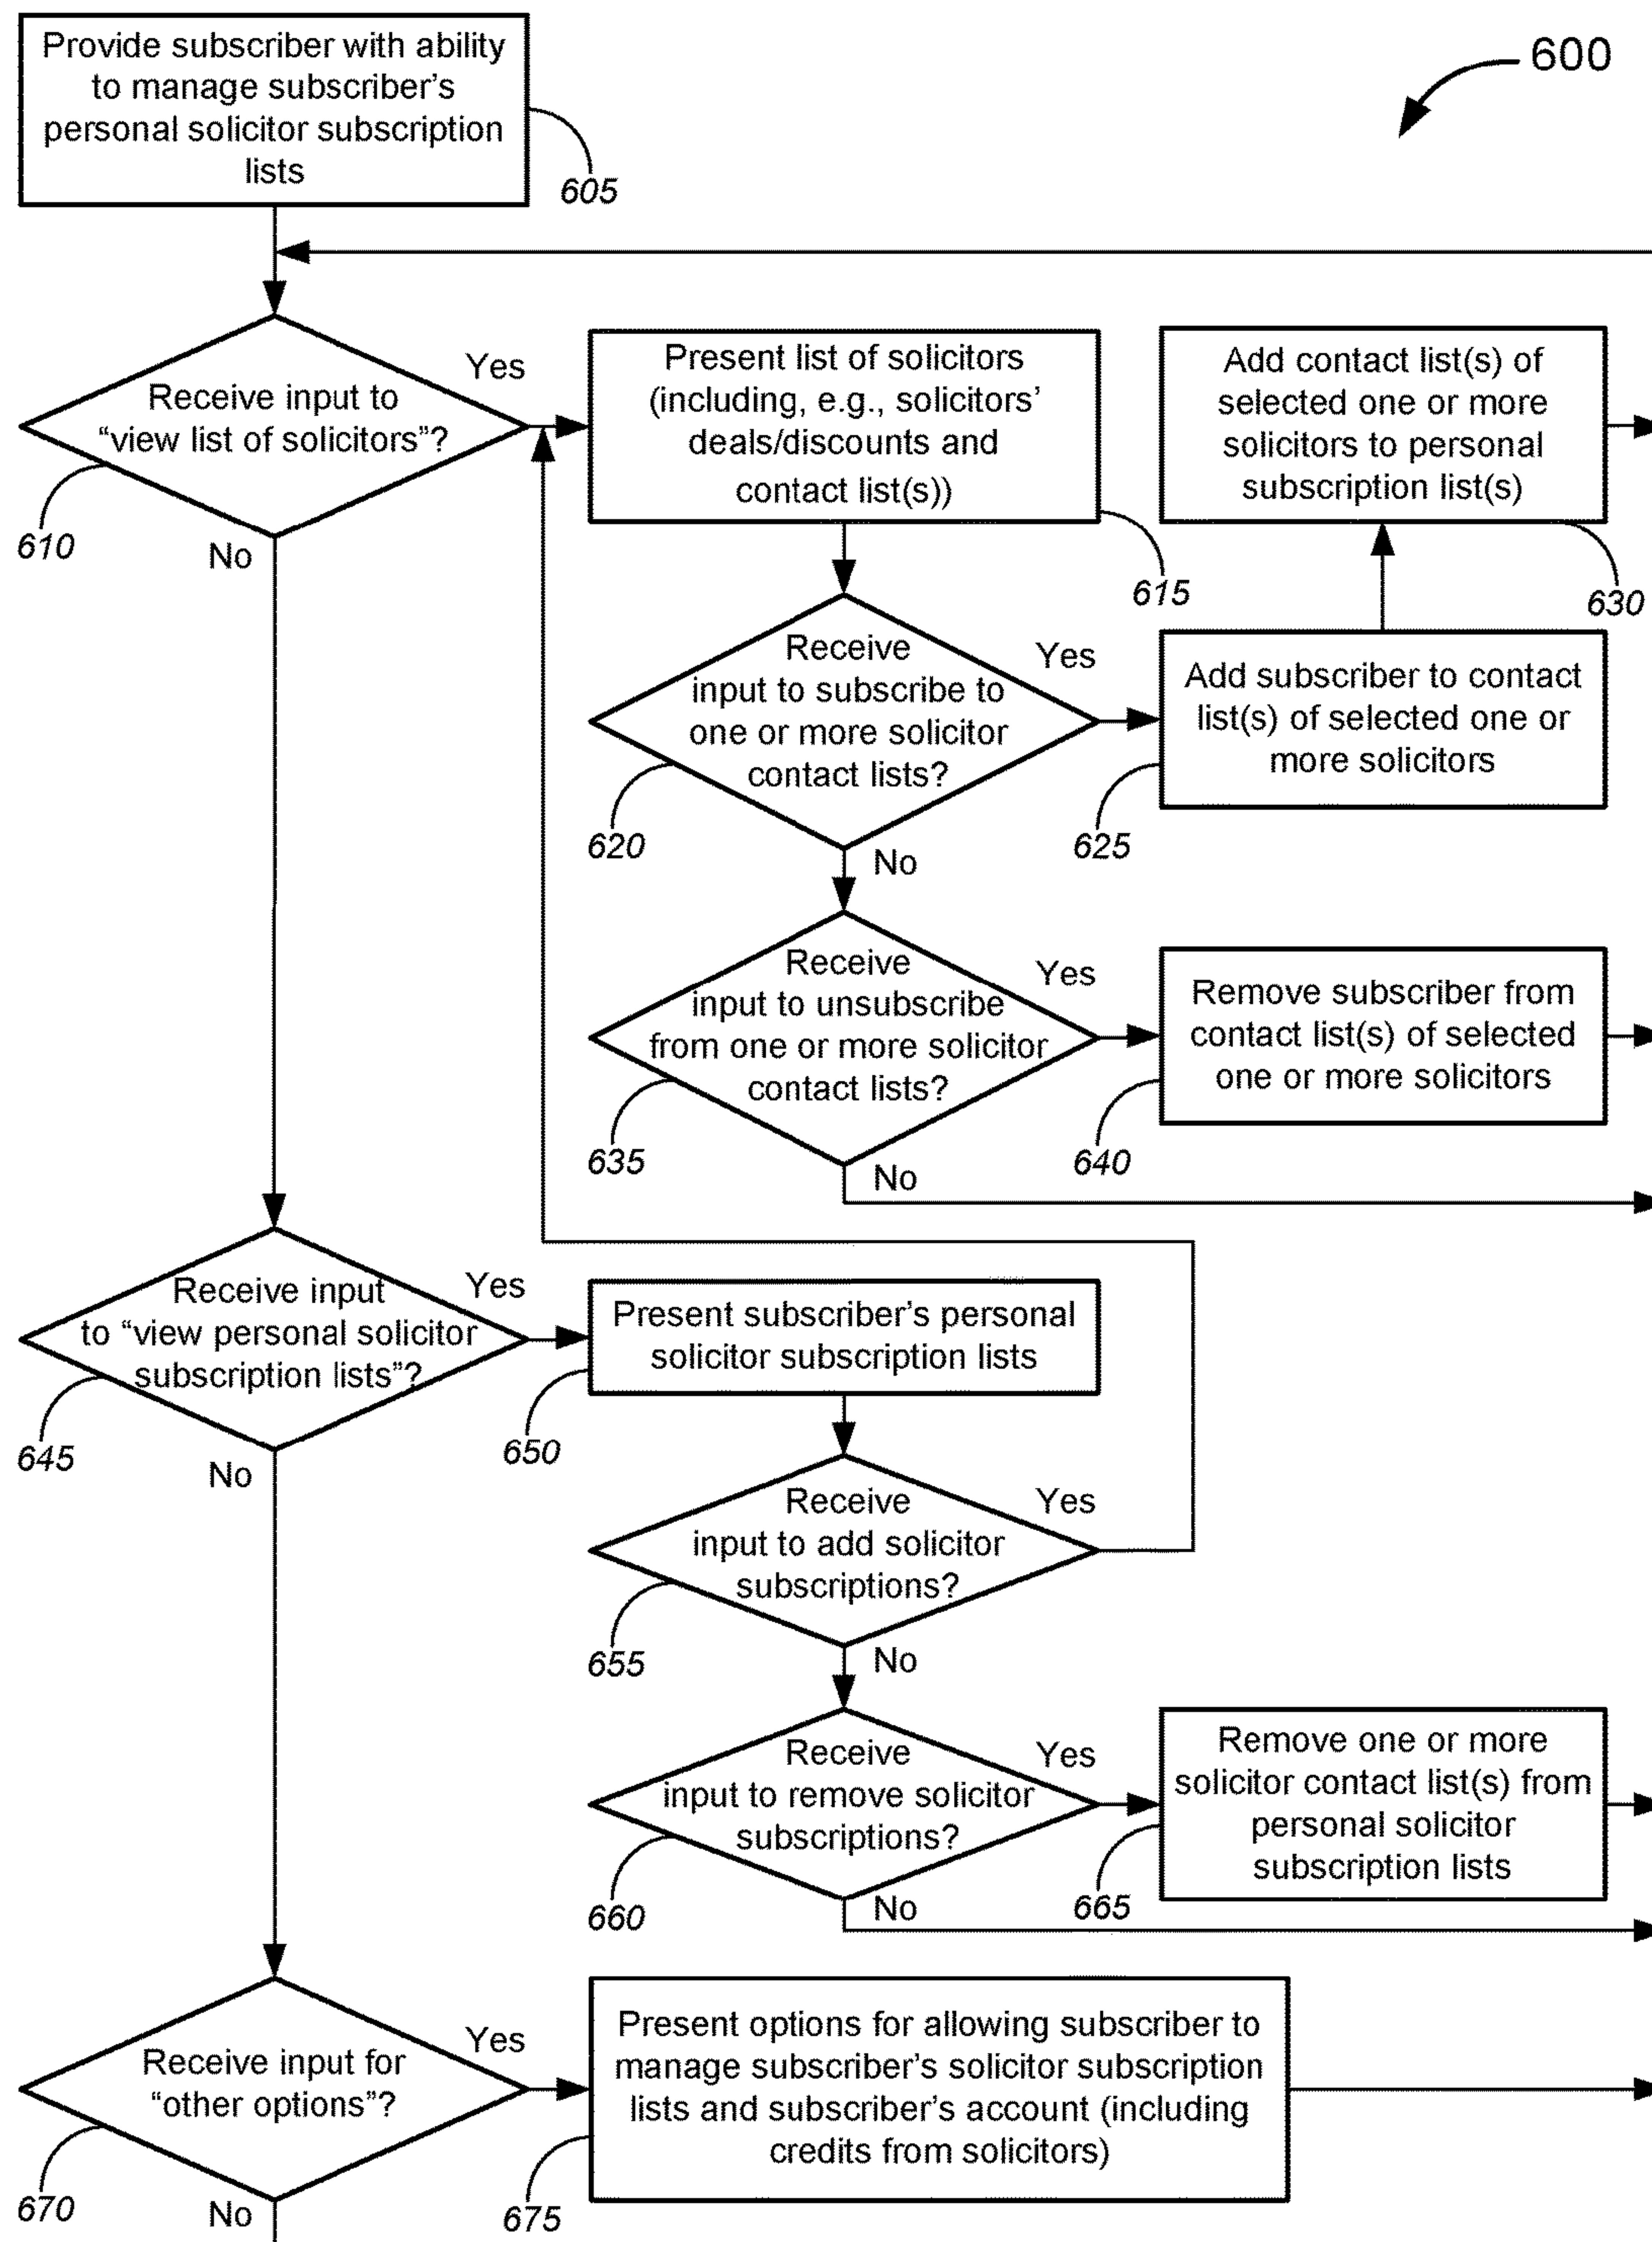 Provide subscriber with ability
to manage subscriber's
personal solicitor subscription
lists
605
600
Receive input to
“view list of solicitors”?
Yes
No
610
Present list of solicitors
(including, e.g., solicitors’
deals/discounts and
contact list(s))
615
Add contact list(s) of
selected one or more
solicitors to personal
subscription list(s)
630
Receive
input to subscribe to
one or more solicitor
contact lists?
Yes
No
620
Add subscriber to contact
list(s) of selected one or
more solicitors
625
Receive
input to unsubscribe
from one or more solicitor
contact lists?
Yes
No
635
Remove subscriber from
contact list(s) of selected
one or more solicitors
640
Receive input
to “view personal solicitor
subscription lists”?
Yes
No
645
Present subscriber’s personal
solicitor subscription lists
650
Receive
input to add solicitor
subscriptions?
Yes
No
655
Receive
input to remove solicitor
subscriptions?
Yes
No
660
Remove one or more
solicitor contact list(s) from
personal solicitor
subscription lists
665
Receive input for
“other options”?
Yes
No
670
Present options for allowing subscriber to
manage subscriber’s solicitor subscription
lists and subscriber’s account (including
credits from solicitors)
675